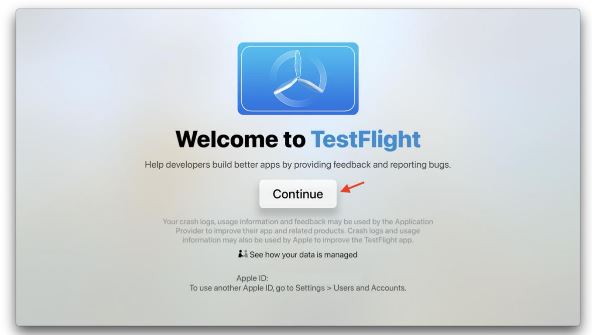 Welcome to TestFlight
Help developers build better apps by providing feedback and reporting bugs.
Continue
Your crash logs, usage information and feedback may be used by the Application
Provider to improve their app and related products. Crash logs and usage
information may also be used by Apple to improve the TestFlight app.
See how your data is managed
Apple ID:
To use another Apple ID, go to Settings > Users and Accounts.